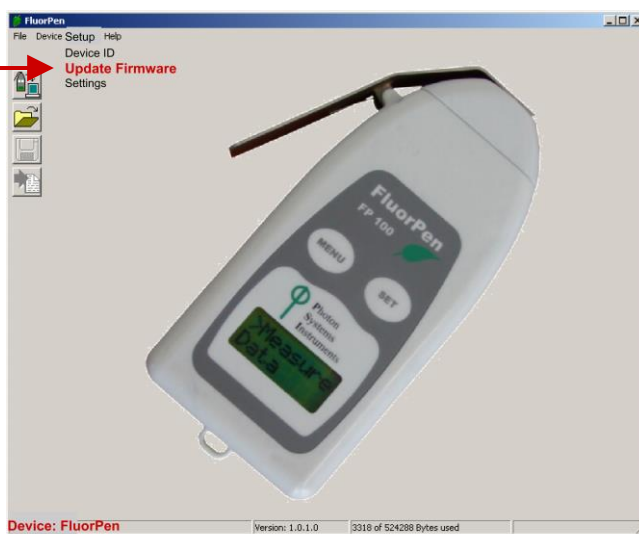 FluorPen
File Device Setup Help
Device ID
Update Firmware
Settings
FluorPen
FP 100
MENU
SET
Photon
Systems
Instruments
>Measure
Data
Device: FluorPen
Version: 1.0.1.0
3318 of 524288 Bytes used